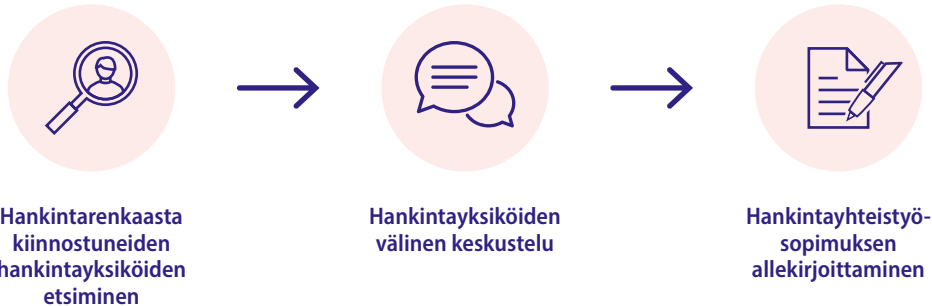 Hankintarenkaasta
kiinnostuneiden
hankintayksiköiden
etsiminen
Hankintayksiköiden
välinen keskustelu
Hankintayhteistyö-
sopimuksen
allekirjoittaminen